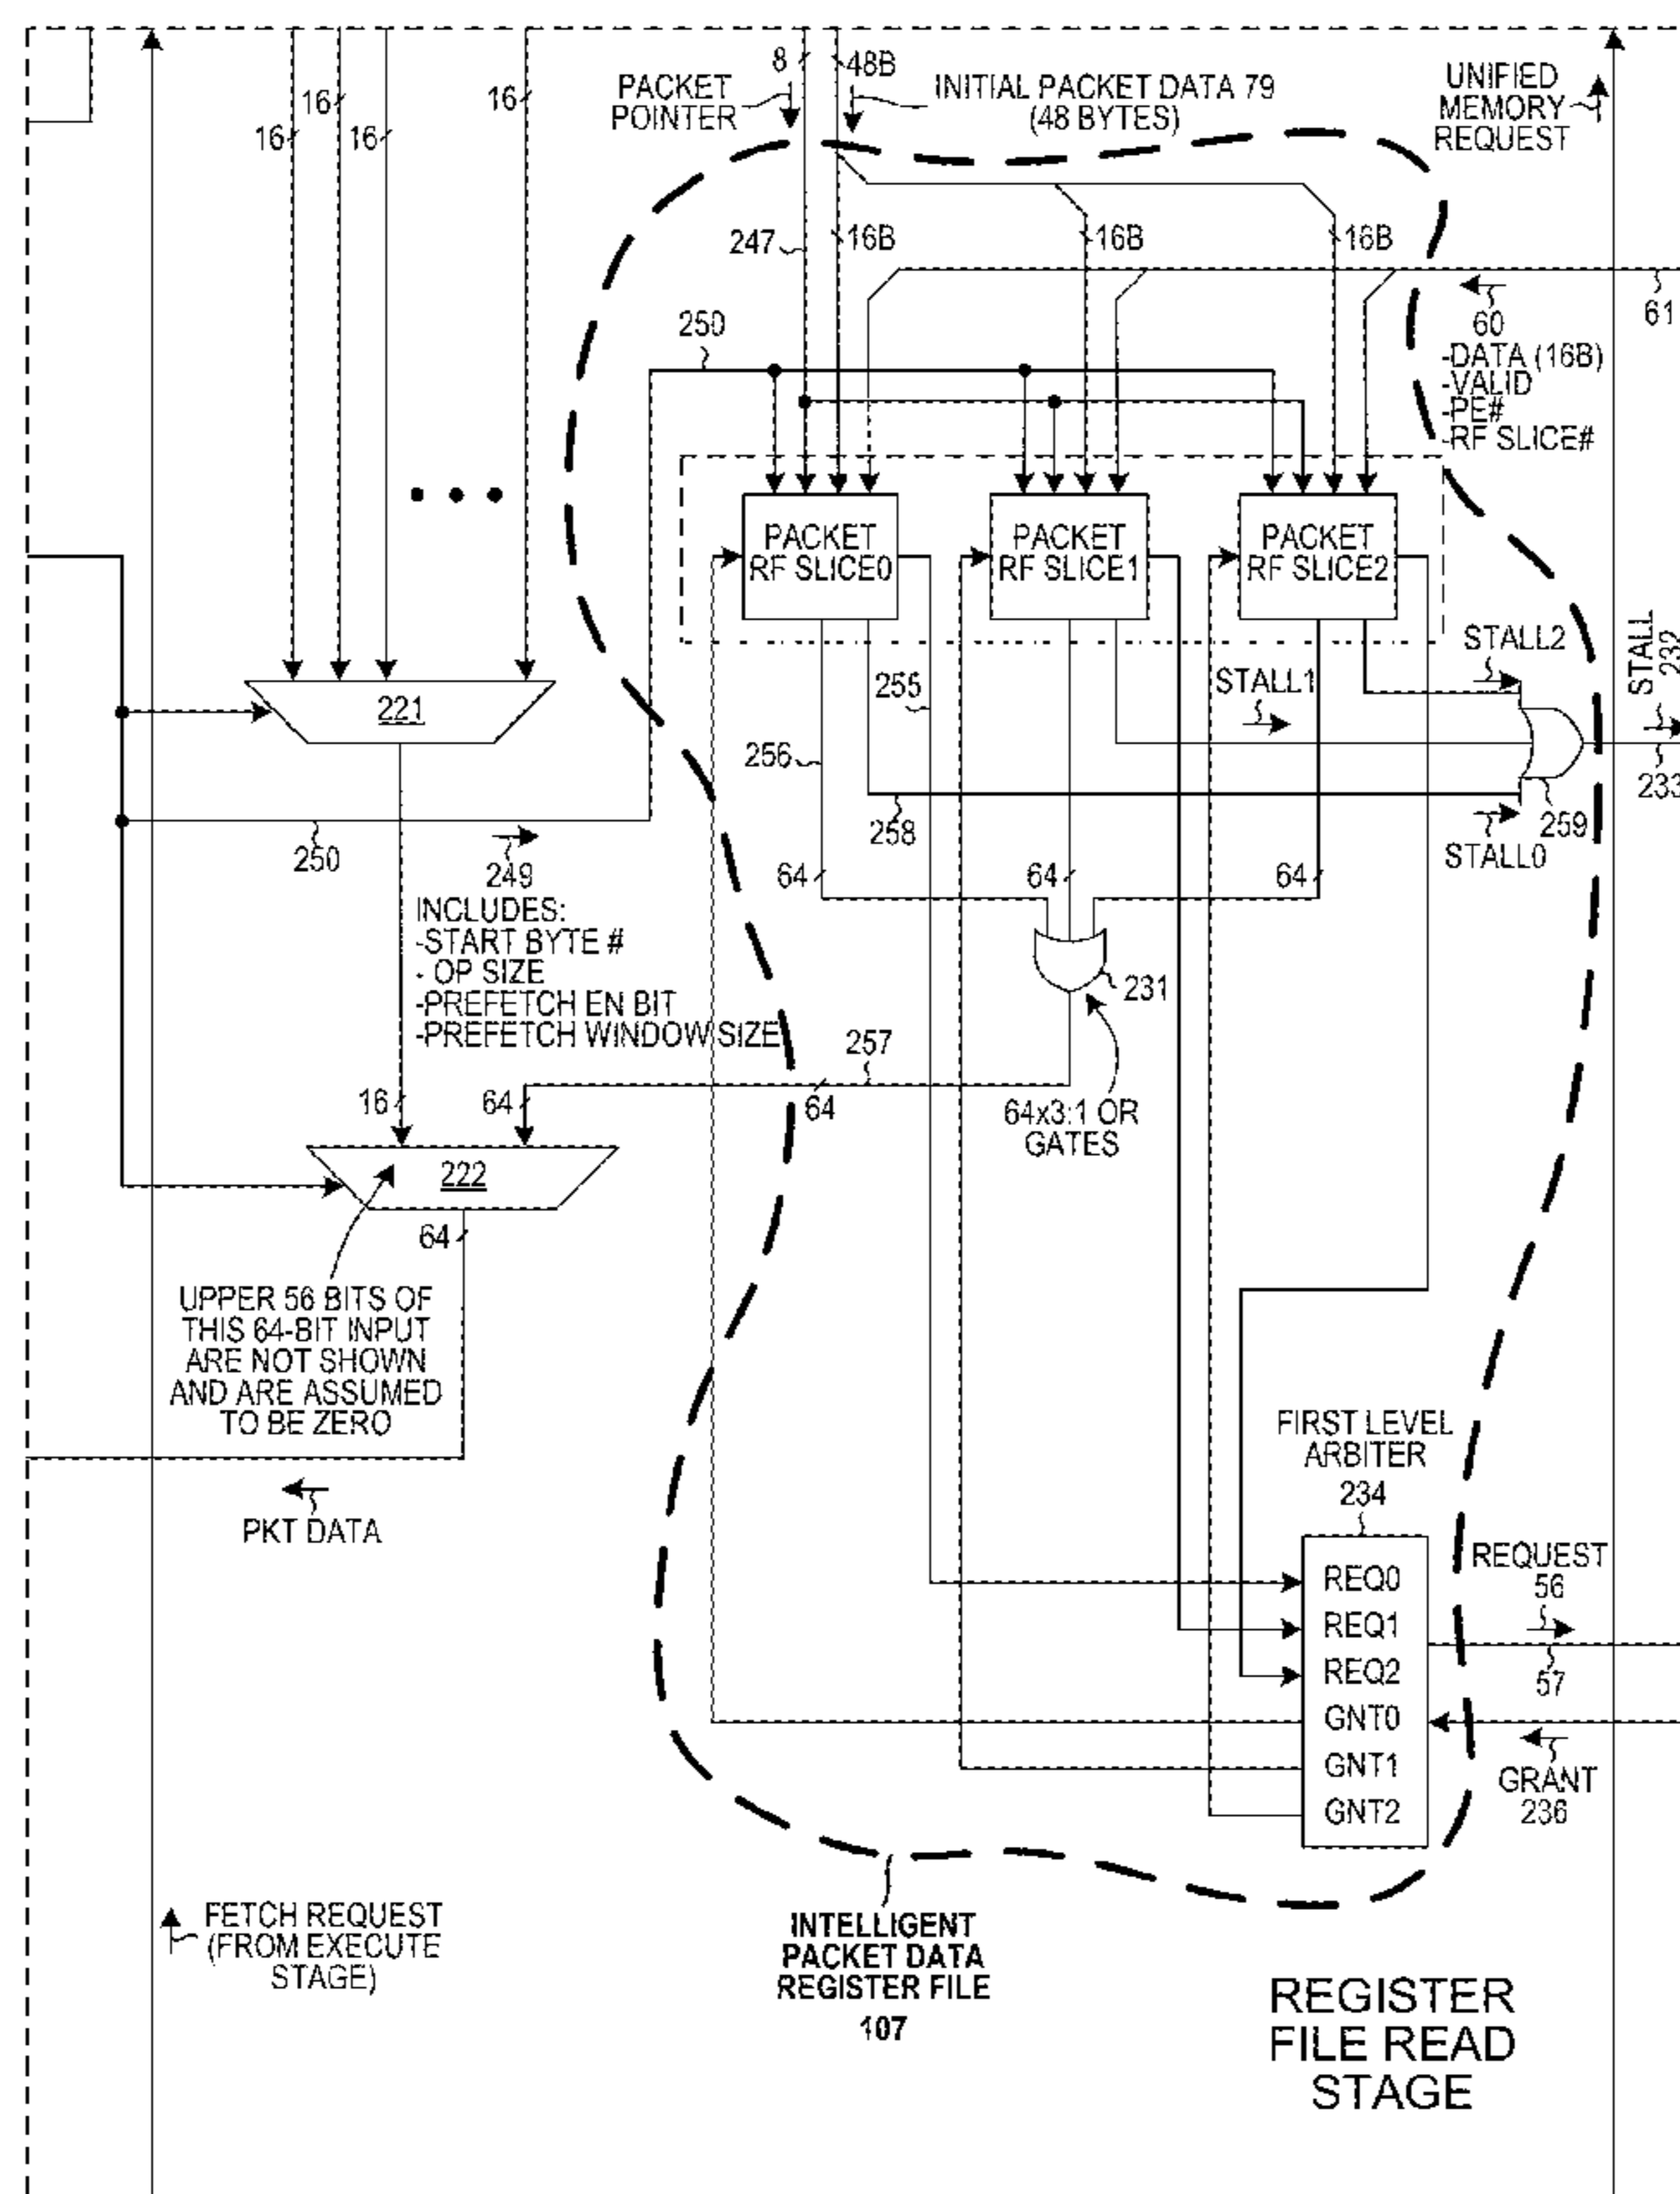 8
48B
PACKET
POINTER
INITIAL PACKET DATA 79
(48 BYTES)
UNIFIED
MEMORY
REQUEST
16
16
16
16
247
16B
16B
16B
60
61
-DATA (16B)
-VALID
-PE#
-RF SLICE#
250
PACKET
RF SLICE0
PACKET
RF SLICE1
PACKET
RF SLICE2
221
255
STALL1
STALL2
STALL
232
256
233
258
259
STALL0
250
249
64
64
64
INCLUDES:
-START BYTE #
- OP SIZE
-PREFETCH EN BIT
-PREFETCH WINDOW SIZE
231
257
16
64
64
64x3:1 OR
GATES
222
64
UPPER 56 BITS OF
THIS 64-BIT INPUT
ARE NOT SHOWN
AND ARE ASSUMED
TO BE ZERO
PKT DATA
FIRST LEVEL
ARBITER
234
REQ0
REQ1
REQ2
GNT0
GNT1
GNT2
REQUEST
56
57
GRANT
236
FETCH REQUEST
(FROM EXECUTE
STAGE)
INTELLIGENT
PACKET DATA
REGISTER FILE
107
REGISTER
FILE READ
STAGE